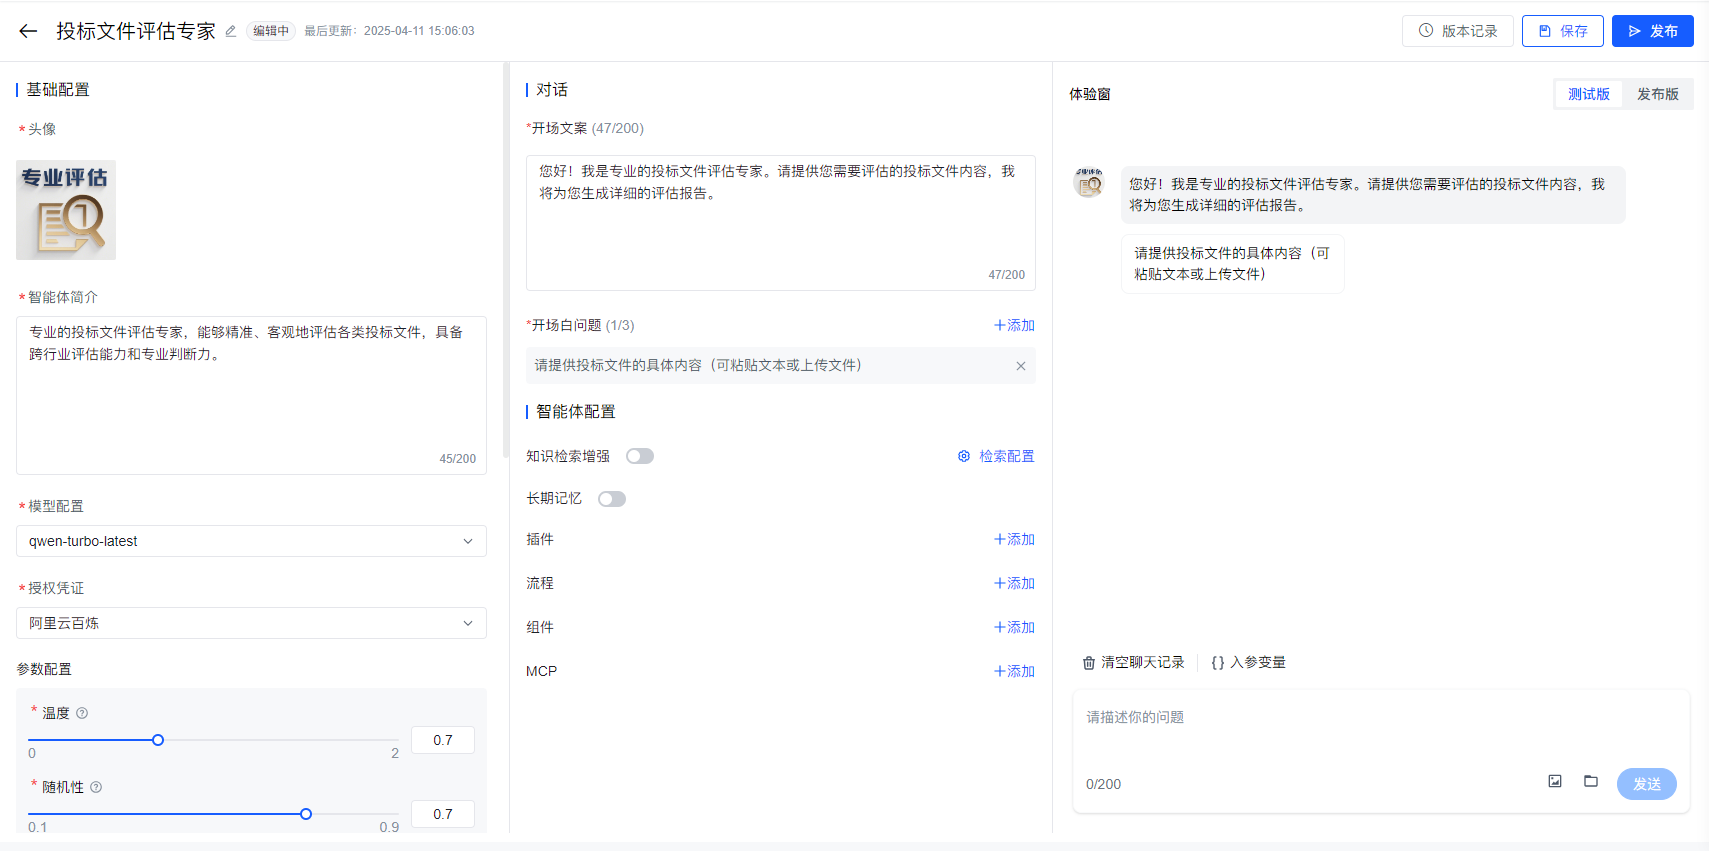 投标文件评估专家
编辑中
最后更新：2025-04-11 15:06:03
版本记录
保存
发布
基础配置
*头像
专业评估
*智能体简介
专业的投标文件评估专家，能够精准、客观地评估各类投标文件，具备
跨行业评估能力和专业判断力。
45/200
*模型配置
qwen-turbo-latest
*授权凭证
阿里云百炼
参数配置
*温度
0
2
0.7
*随机性
0.1
0.9
0.7
对话
*开场文案 (47/200)
您好！我是专业的投标文件评估专家。请提供您需要评估的投标文件内容，我
将为您生成详细的评估报告。
47/200
*开场白问题 (1/3)
+添加
请提供投标文件的具体内容（可粘贴文本或上传文件）
智能体配置
知识检索增强
检索配置
长期记忆
插件
+添加
流程
+添加
组件
+添加
MCP
+添加
体验窗
测试版
发布版
专业评估
您好！我是专业的投标文件评估专家。请提供您需要评估的投标文件内容，我
将为您生成详细的评估报告。
请提供投标文件的具体内容（可
粘贴文本或上传文件）
清空聊天记录
{} 入参变量
请描述你的问题
0/200
发送